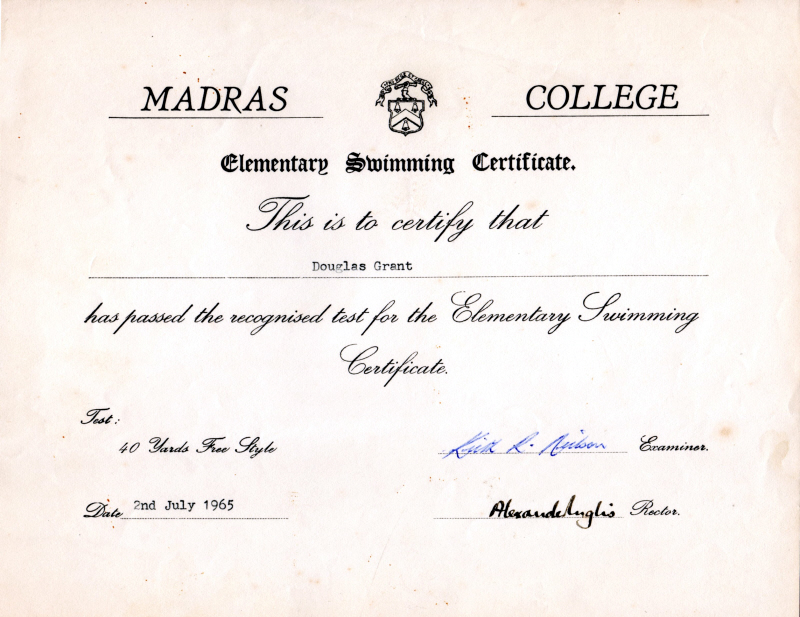 MADRAS COLLEGE
Elementary Swimming Certificate.
This is to certify that
Douglas Grant
has passed the recognised test for the Elementary Swimming
Certificate.
Test:
40 Yards Free Style
R. Examiner.
Date 2nd July 1965
Alexander Inglis Rector.